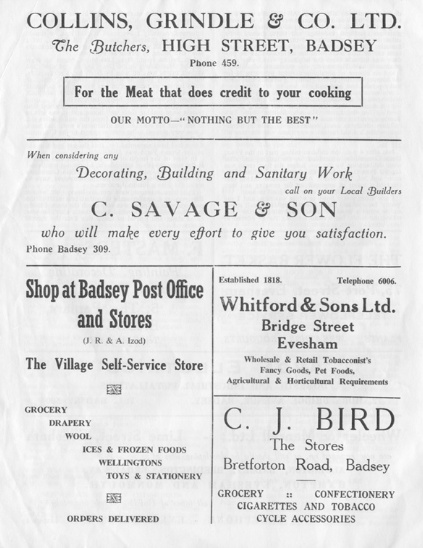 COLLINS, GRINDLE & CO. LTD.
The Butchers, HIGH STREET, BADSEY
Phone 459.
For the Meat that does credit to your cooking
OUR MOTTO—"NOTHING BUT THE BEST"
When considering any
Decorating, Building and Sanitary Work
call on your Local Builders
C. SAVAGE & SON
who will make every effort to give you satisfaction.
Phone Badsey 309.
Shop at Badsey Post Office
and Stores
(J. R. & A. Izod)
The Village Self-Service Store
GROCERY
DRAPERY
WOOL
ICES & FROZEN FOODS
WELLINGTONS
TOYS & STATIONERY
ORDERS DELIVERED
Established 1818. Telephone 6006.
Whitford & Sons Ltd.
Bridge Street
Evesham
Wholesale & Retail Tobacconist's
Fancy Goods, Pet Foods,
Agricultural & Horticultural Requirements
C. J. BIRD
The Stores
Bretforton Road, Badsey
GROCERY :: CONFECTIONERY
CIGARETTES AND TOBACCO
CYCLE ACCESSORIES